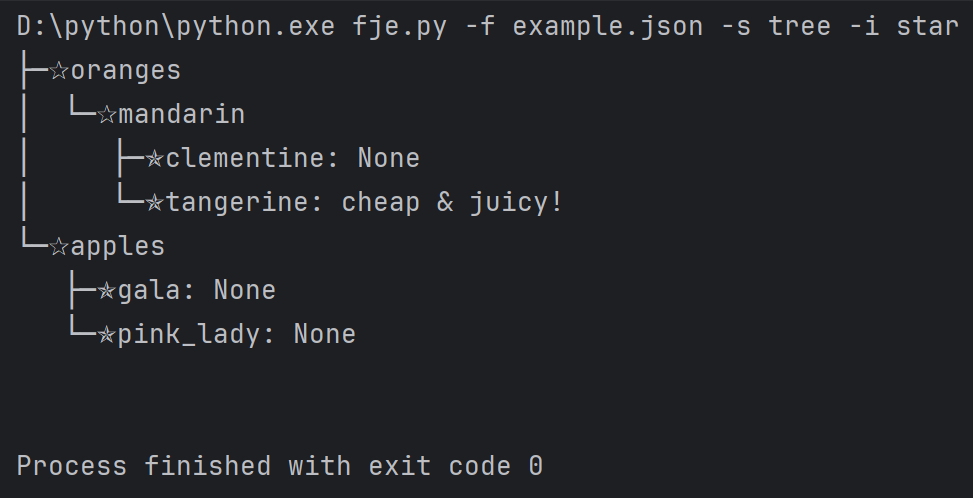 D:\python\python.exe fje.py -f example.json -s tree -i star
├─☆oranges
│  └─☆mandarin
│     ├─✯clementine: None
│     └─✯tangerine: cheap & juicy!
└─☆apples
   ├─✯gala: None
   └─✯pink_lady: None
Process finished with exit code 0